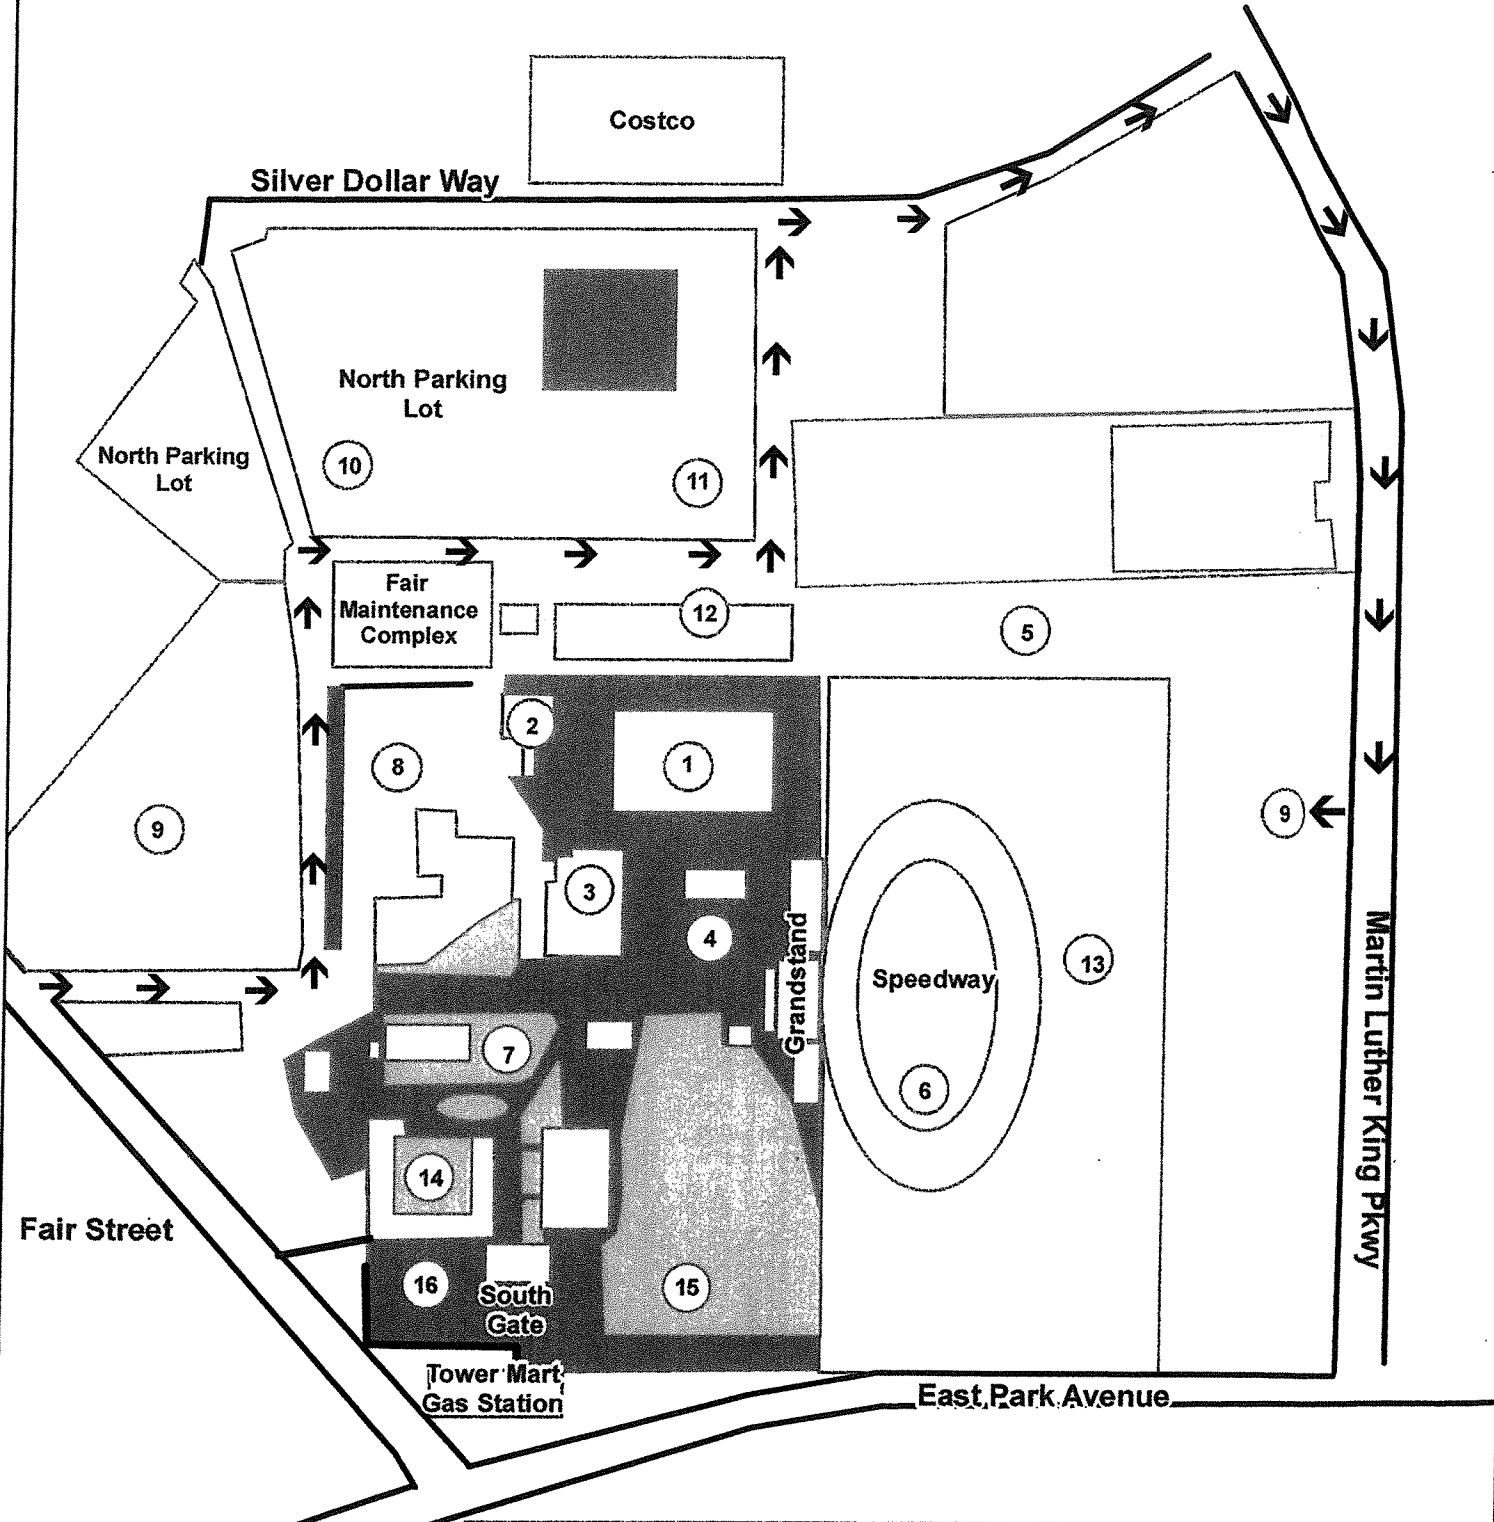 Costco
Silver Dollar Way
North Parking
Lot
North Parking
Lot
10
11
Fair
Maintenance
Complex
12
5
2
1
8
9
9
3
4
Grandstand
Speedway
13
Martin Luther King Pkwy
7
6
14
Fair Street
16
15
South
Gate
Tower Mart
Gas Station
East Park Avenue